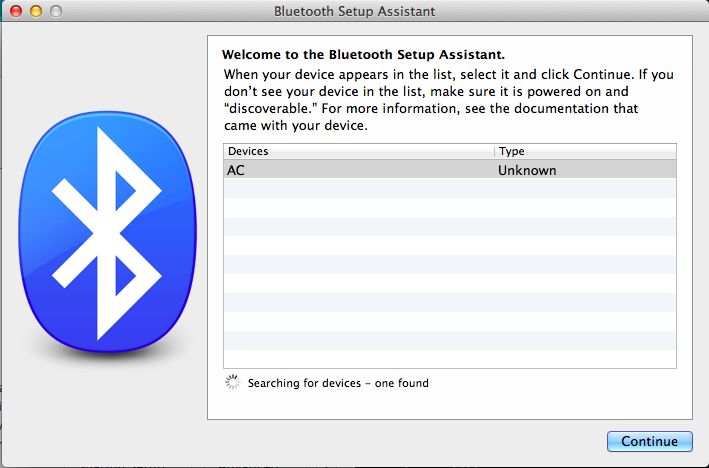 Bluetooth Setup Assistant
Welcome to the Bluetooth Setup Assistant.
When your device appears in the list, select it and click Continue. If you
don't see your device in the list, make sure it is powered on and
“discoverable.” For more information, see the documentation that
came with your device.
Devices Type
AC Unknown
Searching for devices – one found
Continue